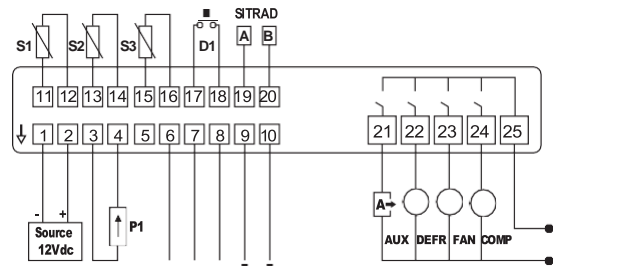 SITRAD
S1 S2 S3 D1 A B
11 12 13 14 15 16 17 18 19 20
1 2 3 4 5 6 7 8 9 10
21 22 23 24 25
- +
Source
12Vdc
P1
A
AUX DEFR FAN COMP